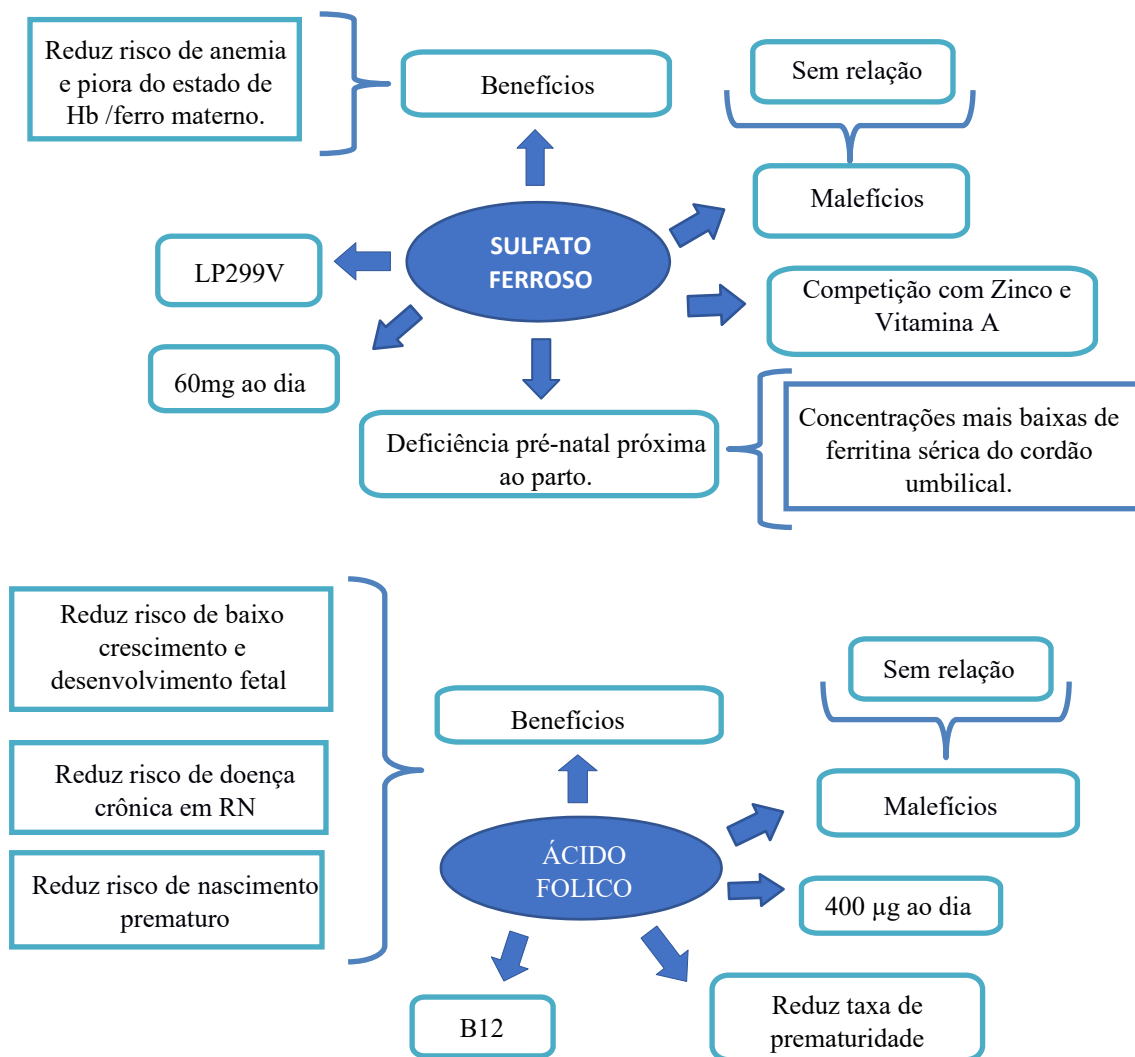 Reduz risco de anemia
e piora do estado de
Hb /ferro materno.
Benefícios
Sem relação
Malefícios
SULFATO
FERROSO
LP299V
60mg ao dia
Competição com Zinco e
Vitamina A
Deficiência pré-natal próxima
ao parto.
Concentrações mais baixas de
ferritina sérica do cordão
umbilical.
Reduz risco de baixo
crescimento e
desenvolvimento fetal
Reduz risco de doença
crônica em RN
Reduz risco de nascimento
prematuro
Benefícios
Sem relação
Malefícios
ÁCIDO
FOLICO
400 µg ao dia
B12
Reduz taxa de
prematuridade